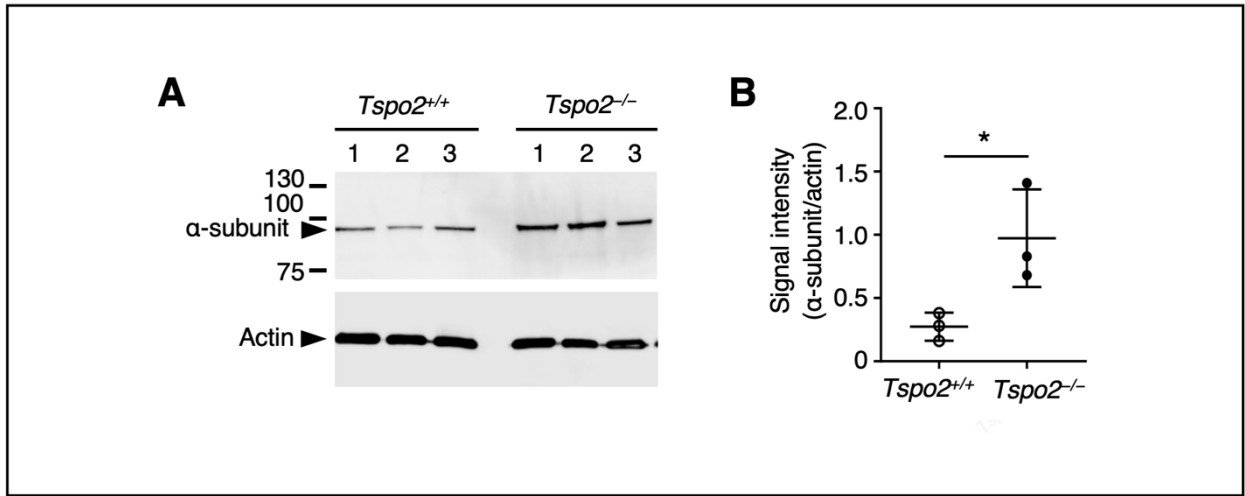 A
Tspo2+/+ Tspo2–/–
1 2 3 1 2 3
130
100
α-subunit
75
Actin
B
2.0
1.5
1.0
0.5
0
Signal intensity
(α-subunit/actin)
*
Tspo2+/+ Tspo2–/–